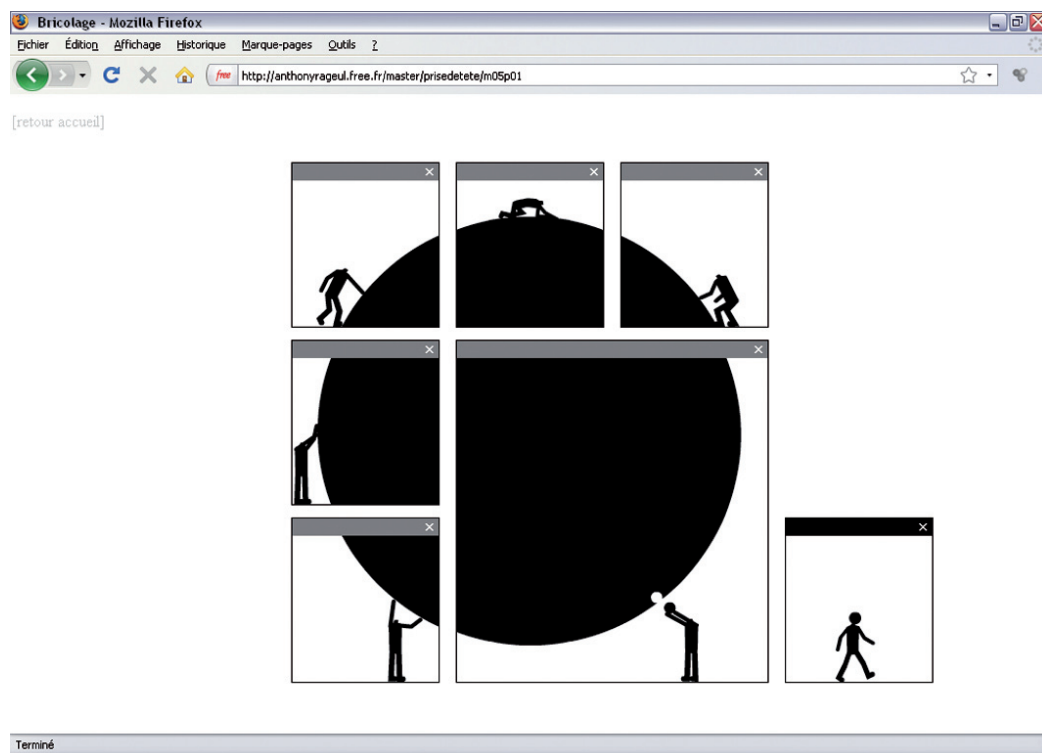 Bricolage - Mozilla Firefox
Fichier Édition Affichage Historique Marque-pages Outils ?
free http://anthonyrageul.free.fr/master/prisedetete/m05p01
[retour accueil]
Terminé